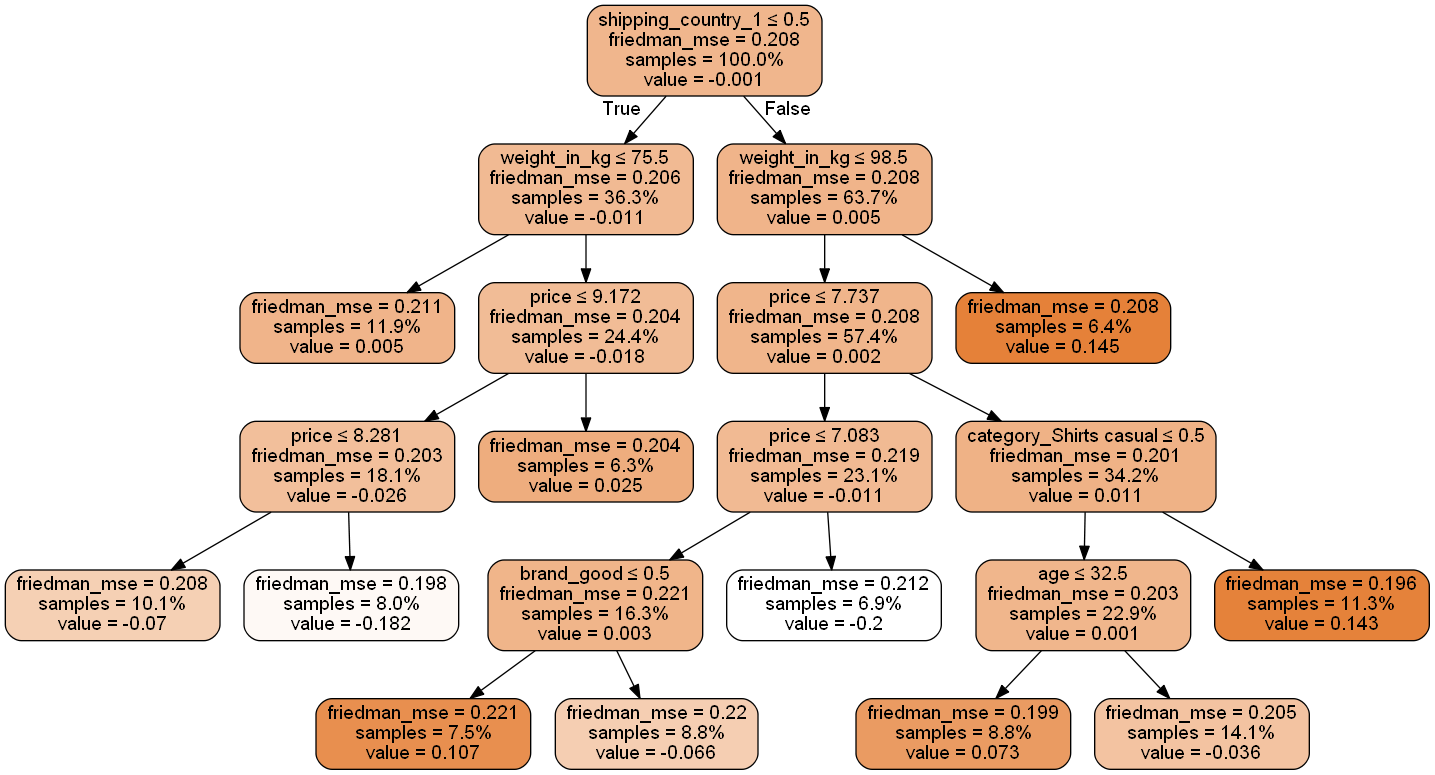 shipping_country_1 ≤ 0.5
friedman_mse = 0.208
samples = 100.0%
value = -0.001
True
False
weight_in_kg ≤ 75.5
friedman_mse = 0.206
samples = 36.3%
value = -0.011
weight_in_kg ≤ 98.5
friedman_mse = 0.208
samples = 63.7%
value = 0.005
friedman_mse = 0.211
samples = 11.9%
value = 0.005
price ≤ 9.172
friedman_mse = 0.204
samples = 24.4%
value = -0.018
price ≤ 7.737
friedman_mse = 0.208
samples = 57.4%
value = 0.002
friedman_mse = 0.208
samples = 6.4%
value = 0.145
price ≤ 8.281
friedman_mse = 0.203
samples = 18.1%
value = -0.026
friedman_mse = 0.204
samples = 6.3%
value = 0.025
price ≤ 7.083
friedman_mse = 0.219
samples = 23.1%
value = -0.011
category_Shirts casual ≤ 0.5
friedman_mse = 0.201
samples = 34.2%
value = 0.011
friedman_mse = 0.208
samples = 10.1%
value = -0.07
friedman_mse = 0.198
samples = 8.0%
value = -0.182
brand_good ≤ 0.5
friedman_mse = 0.221
samples = 16.3%
value = 0.003
friedman_mse = 0.212
samples = 6.9%
value = -0.2
age ≤ 32.5
friedman_mse = 0.203
samples = 22.9%
value = 0.001
friedman_mse = 0.196
samples = 11.3%
value = 0.143
friedman_mse = 0.221
samples = 7.5%
value = 0.107
friedman_mse = 0.22
samples = 8.8%
value = -0.066
friedman_mse = 0.199
samples = 8.8%
value = 0.073
friedman_mse = 0.205
samples = 14.1%
value = -0.036